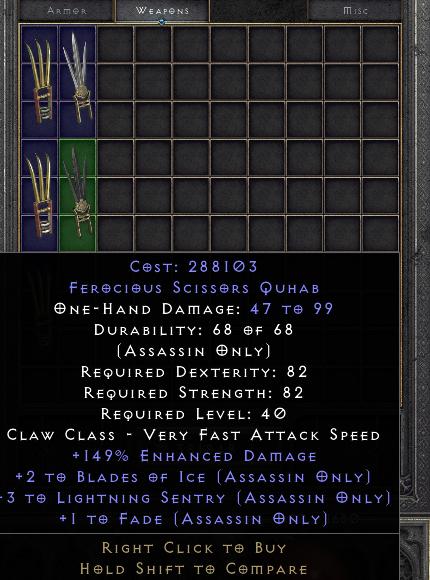 Armor Weapons Misc
Cost: 288103
Ferocious Scissors Quhab
One-Hand Damage: 47 to 99
Durability: 68 of 68
(Assassin Only)
Required Dexterity: 82
Required Strength: 82
Required Level: 40
Claw Class - Very Fast Attack Speed
+149% Enhanced Damage
+2 to Blades of Ice (Assassin Only)
+3 to Lightning Sentry (Assassin Only)
+1 to Fade (Assassin Only)
Right Click to Buy
Hold Shift to Compare